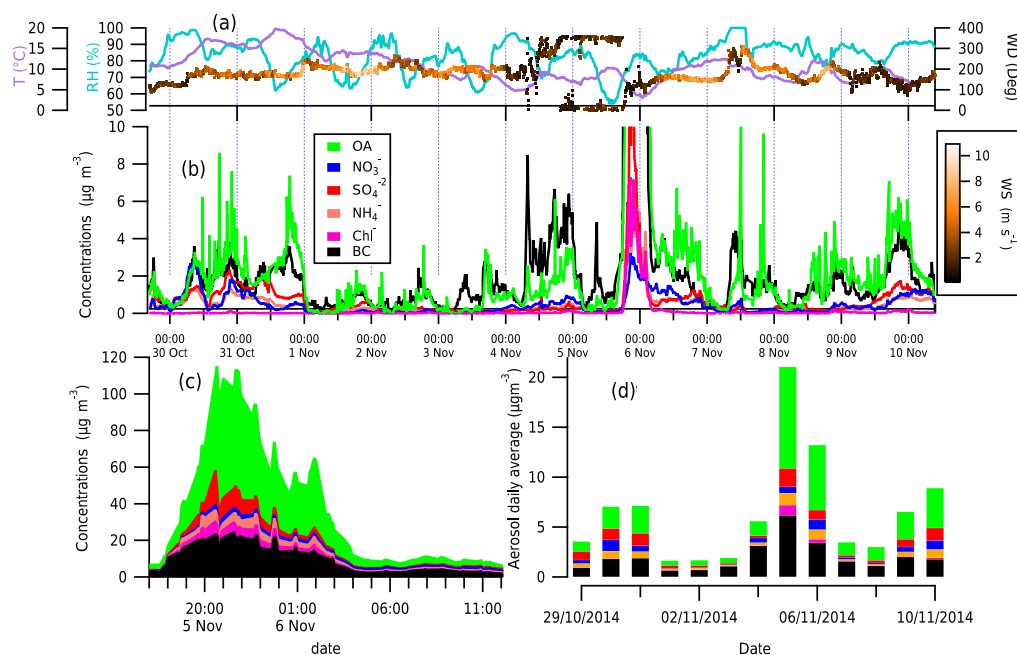 (a)
20
15
10
5
0
T (°C)
100
90
80
70
60
50
RH (%)
400
300
200
100
0
WD (Deg)
(b)
10
8
6
4
2
0
Concentrations (µg m⁻³)
OA
NO₃⁻
SO₄⁻²
NH₄⁻
Chl⁻
BC
10
8
6
4
2
WS (m s⁻¹)
00:00 00:00 00:00 00:00 00:00 00:00 00:00 00:00 00:00 00:00 00:00 00:00
30 Oct 31 Oct 1 Nov 2 Nov 3 Nov 4 Nov 5 Nov 6 Nov 7 Nov 8 Nov 9 Nov 10 Nov
(c)
120
100
80
60
40
20
0
Concentrations (µg m⁻³)
20:00 01:00 06:00 11:00
5 Nov 6 Nov
date
(d)
20
15
10
5
0
Aerosol daily average (µgm⁻³)
29/10/2014 02/11/2014 06/11/2014 10/11/2014
Date